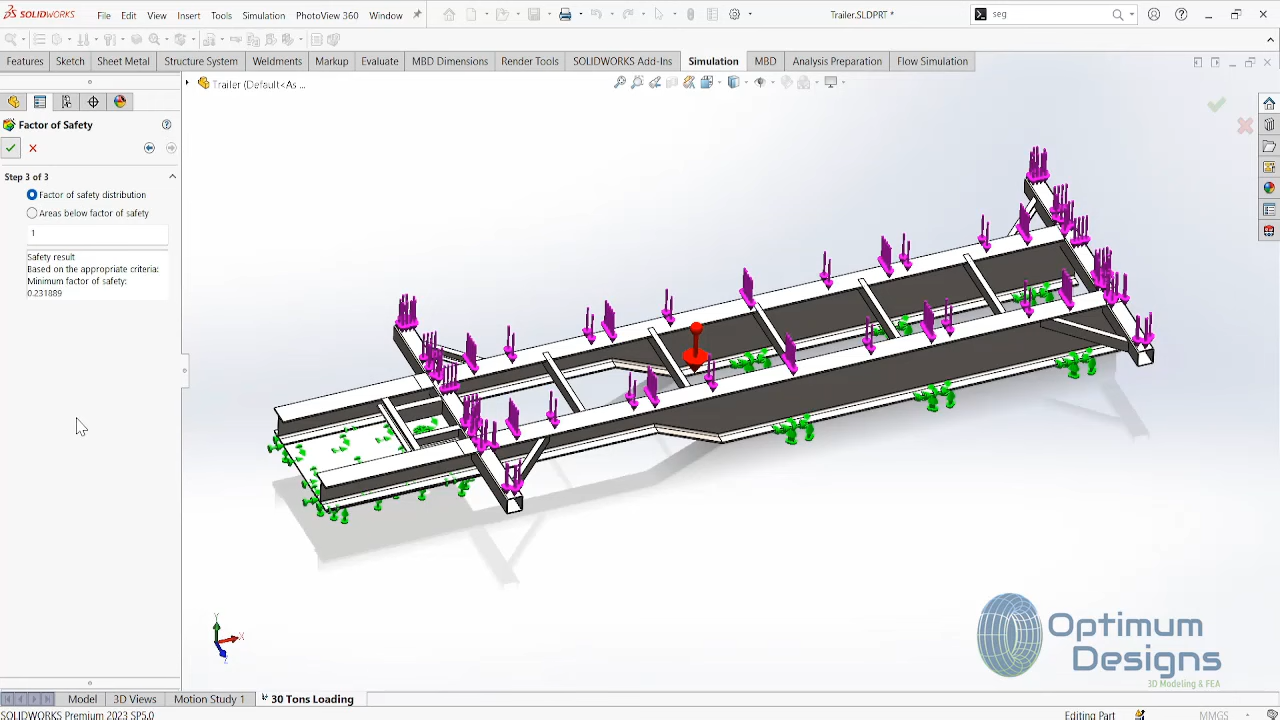 SOLIDWORKS File Edit View Insert Tools Simulation PhotoView 360 Window Trailer.SLDPRT * seg
Features Sketch Sheet Metal Structure System Weldments Markup Evaluate MBD Dimensions Render Tools SOLIDWORKS Add-Ins Simulation MBD Analysis Preparation Flow Simulation
Trailer (Default<As ...
Factor of Safety
Step 3 of 3
Factor of safety distribution
Areas below factor of safety
1
Safety result
Based on the appropriate criteria:
Minimum factor of safety:
0.231889
Y
X
Z
Optimum
Designs
3D Modeling & FEA
Model 3D Views Motion Study 1 30 Tons Loading
SOLIDWORKS Premium 2023 SP5.0 Editing Part MMGS